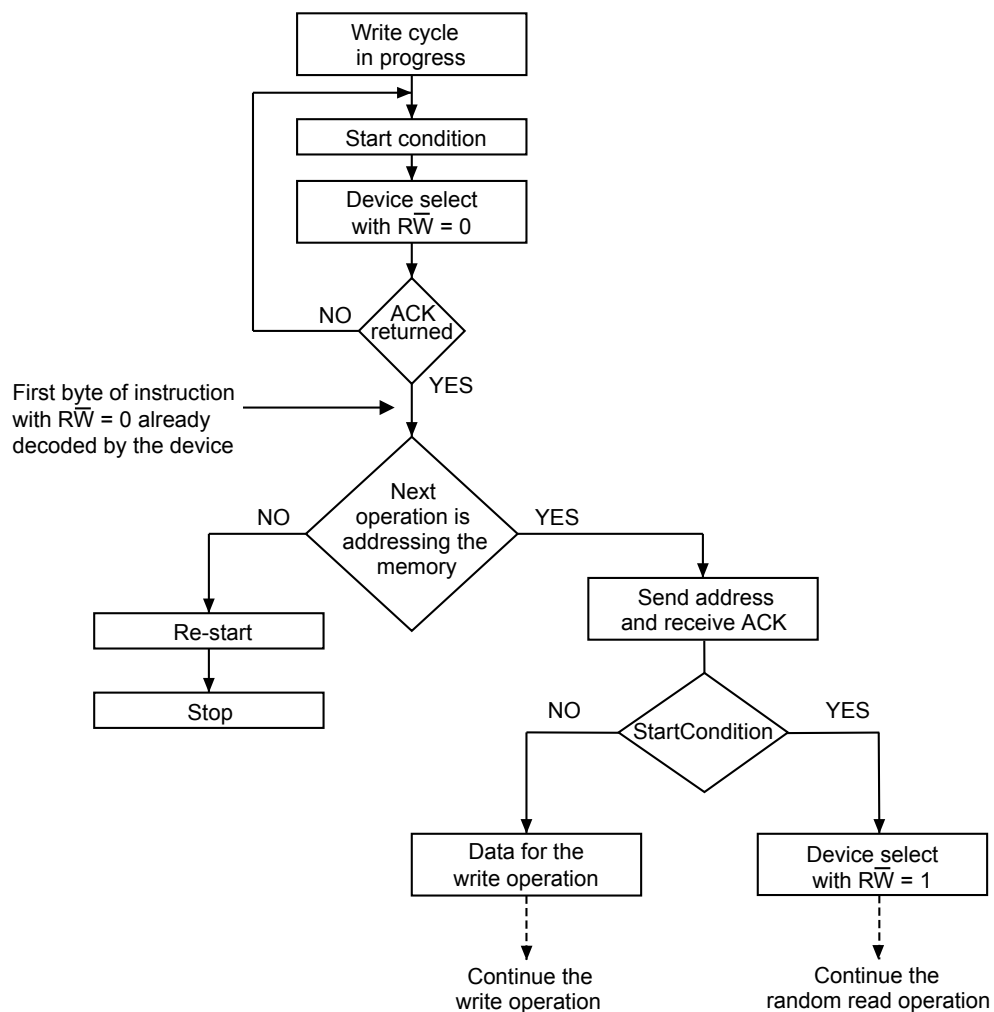 Write cycle
in progress
Start condition
Device select
with RW̅ = 0
ACK
returned
NO
YES
First byte of instruction
with RW̅ = 0 already
decoded by the device
Next
operation is
addressing the
memory
NO
YES
Re-start
Stop
Send address
and receive ACK
StartCondition
NO
YES
Data for the
write operation
Device select
with RW̅ = 1
Continue the
write operation
Continue the
random read operation